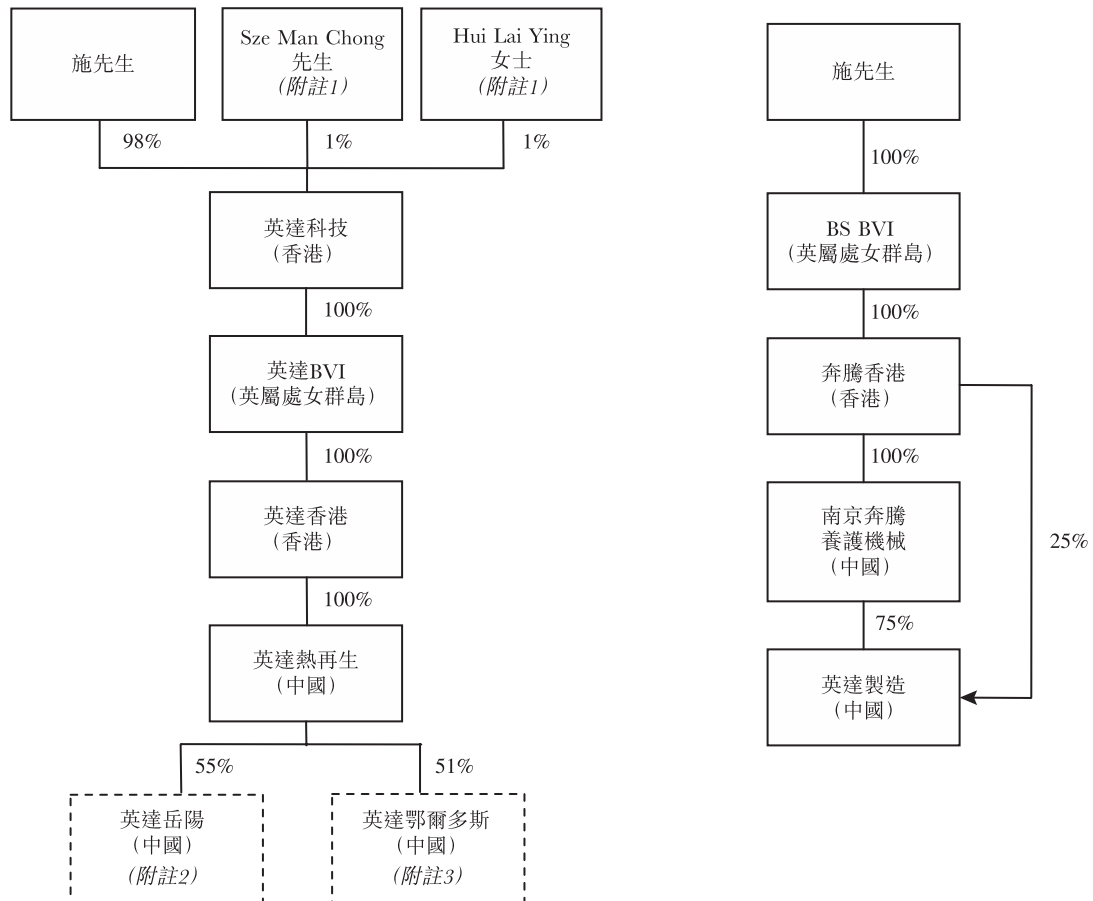 施先生
Sze Man Chong
先生
(附註1)
Hui Lai Ying
女士
(附註1)
98%
1%
1%
英達科技
(香港)
100%
英達BVI
(英屬處女群島)
100%
英達香港
(香港)
100%
英達熱再生
(中國)
55%
51%
英達岳陽
(中國)
(附註2)
英達鄂爾多斯
(中國)
(附註3)
施先生
100%
BS BVI
(英屬處女群島)
100%
奔騰香港
(香港)
100%
南京奔騰
養護機械
(中國)
25%
75%
英達製造
(中國)